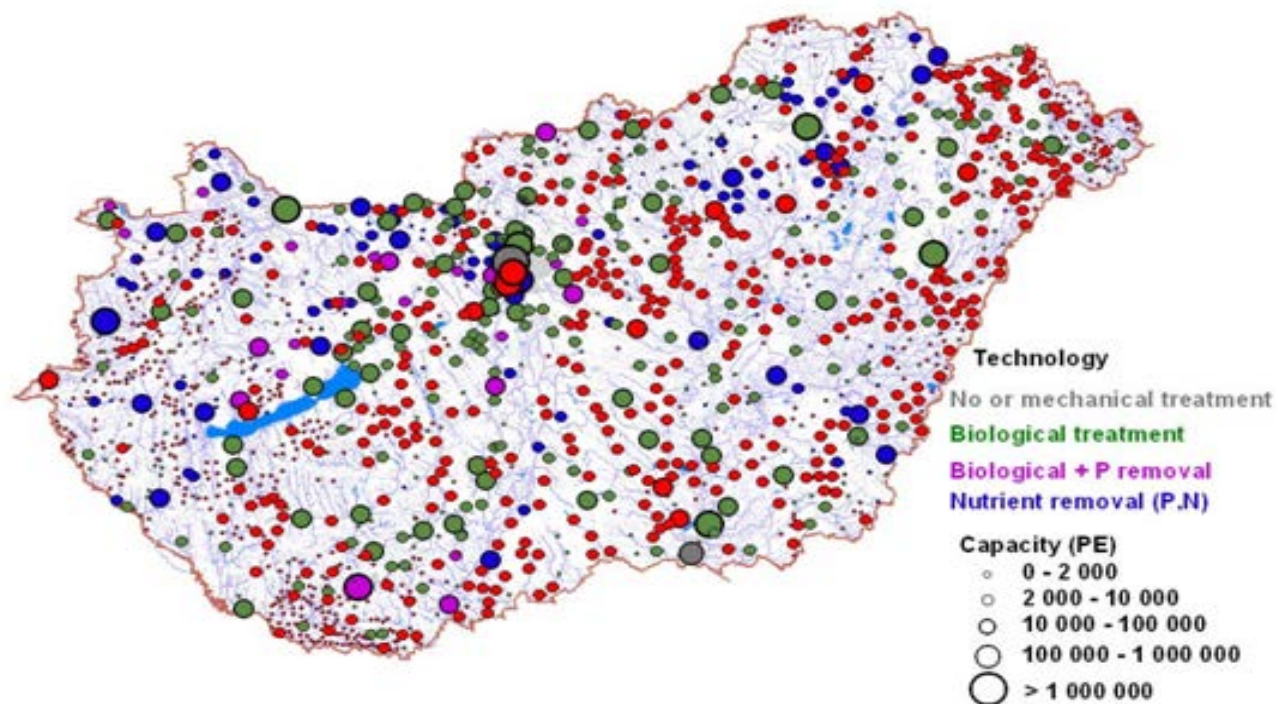 Technology
No or mechanical treatment
Biological treatment
Biological + P removal
Nutrient removal (P.N)
Capacity (PE)
0 - 2 000
2 000 - 10 000
10 000 - 100 000
100 000 - 1 000 000
> 1 000 000